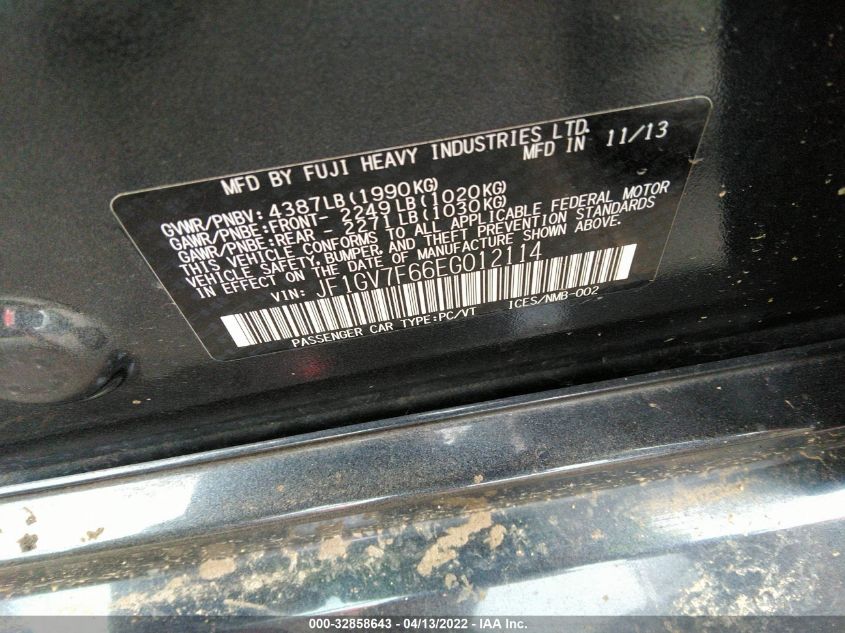 MFD BY FUJI HEAVY INDUSTRIES LTD.
MFD IN 11/13
GVWR/PNBV: 4387LB(1990KG)
GAWR/PNBE:FRONT- 2249LB(1020KG)
GAWR/PNBE:REAR - 2271LB(1030KG)
THIS VEHICLE CONFORMS TO ALL APPLICABLE FEDERAL MOTOR
VEHICLE SAFETY, BUMPER, AND THEFT PREVENTION STANDARDS
IN EFFECT ON THE DATE OF MANUFACTURE SHOWN ABOVE.
VIN: JF1GV7F66EG012114
PASSENGER CAR TYPE:PC/VT ICES/NMB-002
000-32858643 - 04/13/2022 - IAA Inc.